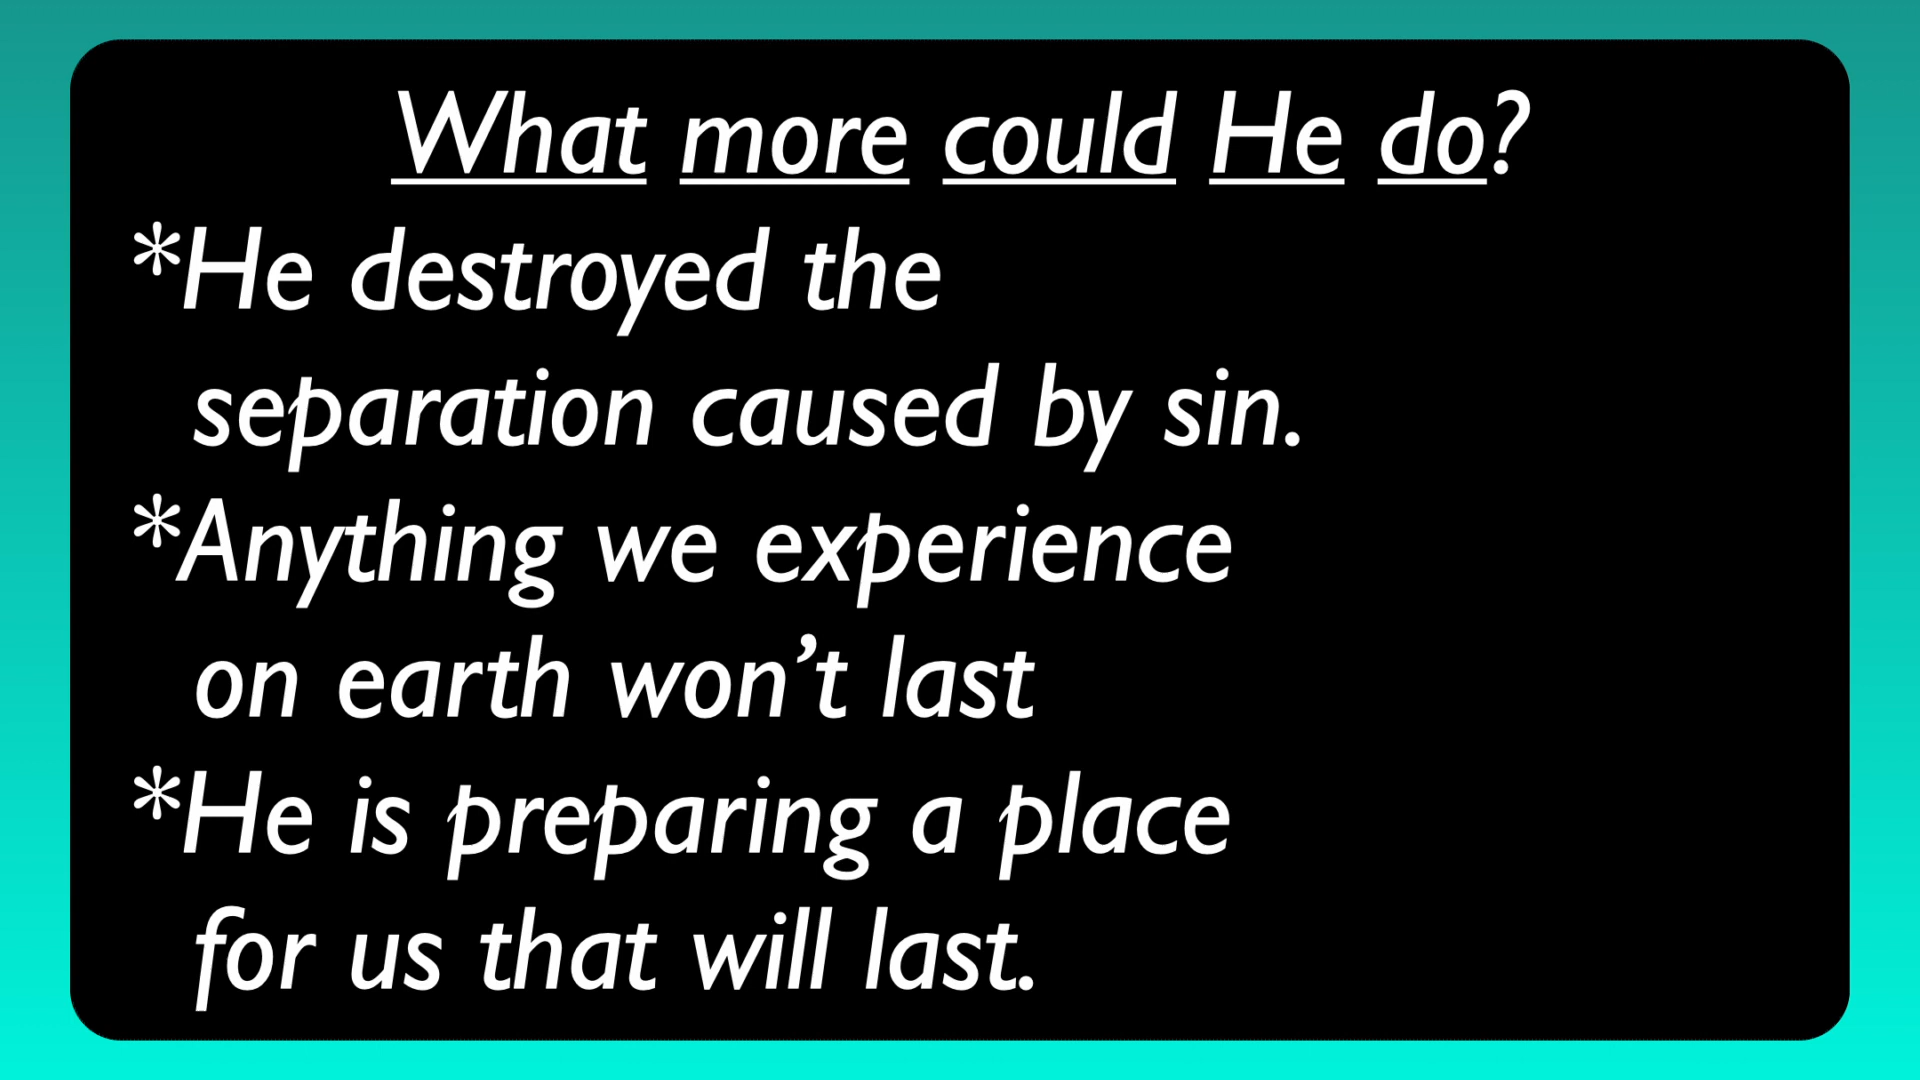 What more could He do?
*He destroyed the
separation caused by sin.
*Anything we experience
on earth won’t last
*He is preparing a place
for us that will last.